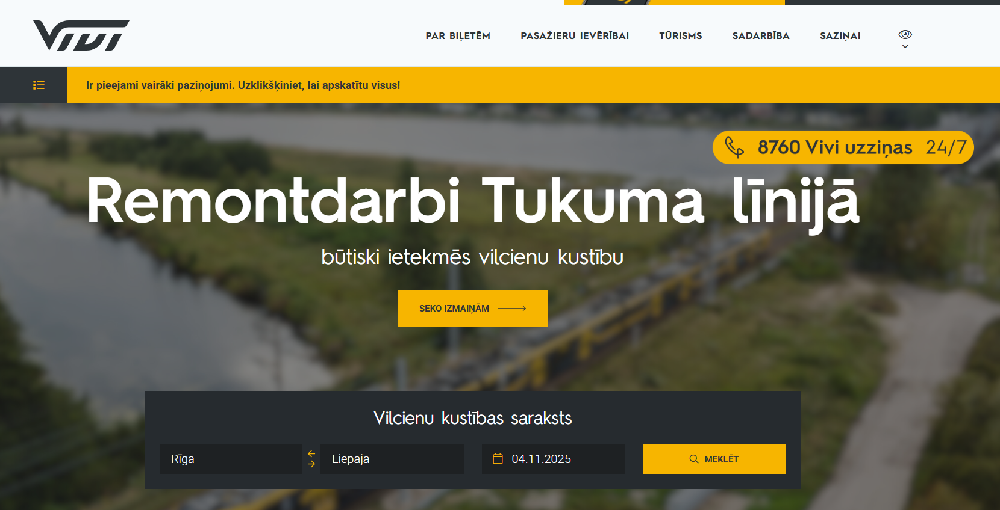 VIVI
PAR BIĻETĒM PASAŽIERU IEVĒRĪBAI TŪRISMS SADARBĪBA SAZIŅAI
Ir pieejami vairāki paziņojumi. Uzklikšķiniet, lai apskatītu visus!
8760 Vivi uzziņas 24/7
Remontdarbi Tukuma līnijā
būtiski ietekmēs vilcienu kustību
SEKO IZMAIŅĀM
Vilcienu kustības saraksts
Rīga Liepāja 04.11.2025 MEKLĒT